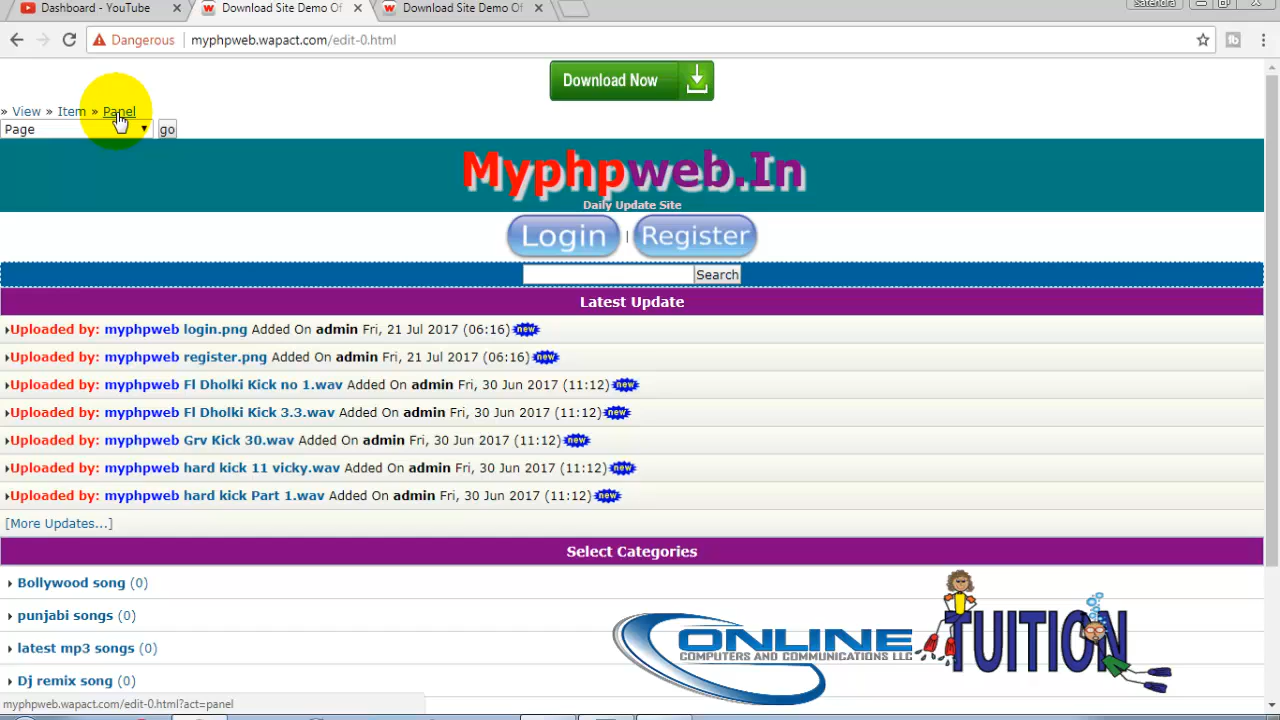 Dashboard - YouTube
Download Site Demo Of
Download Site Demo Of
Satendra
Dangerous
myphpweb.wapact.com/edit-0.html
Download Now
» View » Item » Panel
Page
go
Myphpweb.In
Daily Update Site
Login | Register
Search
Latest Update
Uploaded by: myphpweb login.png Added On admin Fri, 21 Jul 2017 (06:16) new
Uploaded by: myphpweb register.png Added On admin Fri, 21 Jul 2017 (06:16) new
Uploaded by: myphpweb Fl Dholki Kick no 1.wav Added On admin Fri, 30 Jun 2017 (11:12) new
Uploaded by: myphpweb Fl Dholki Kick 3.3.wav Added On admin Fri, 30 Jun 2017 (11:12) new
Uploaded by: myphpweb Grv Kick 30.wav Added On admin Fri, 30 Jun 2017 (11:12) new
Uploaded by: myphpweb hard kick 11 vicky.wav Added On admin Fri, 30 Jun 2017 (11:12) new
Uploaded by: myphpweb hard kick Part 1.wav Added On admin Fri, 30 Jun 2017 (11:12) new
[More Updates...]
Select Categories
Bollywood song (0)
punjabi songs (0)
latest mp3 songs (0)
Dj remix song (0)
ONLINE
COMPUTERS AND COMMUNICATIONS LLC
TUITION
myphpweb.wapact.com/edit-0.html?act=panel